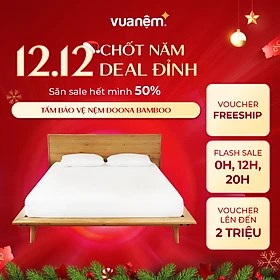 vuanệm
12.12 CHỐT NĂM
DEAL ĐỈNH
Săn sale hết mình 50%
TẤM BẢO VỆ NỆM DOONA BAMBOO
VOUCHER
FREESHIP
FLASH SALE
0H, 12H,
20H
VOUCHER
LÊN ĐẾN
2 TRIỆU